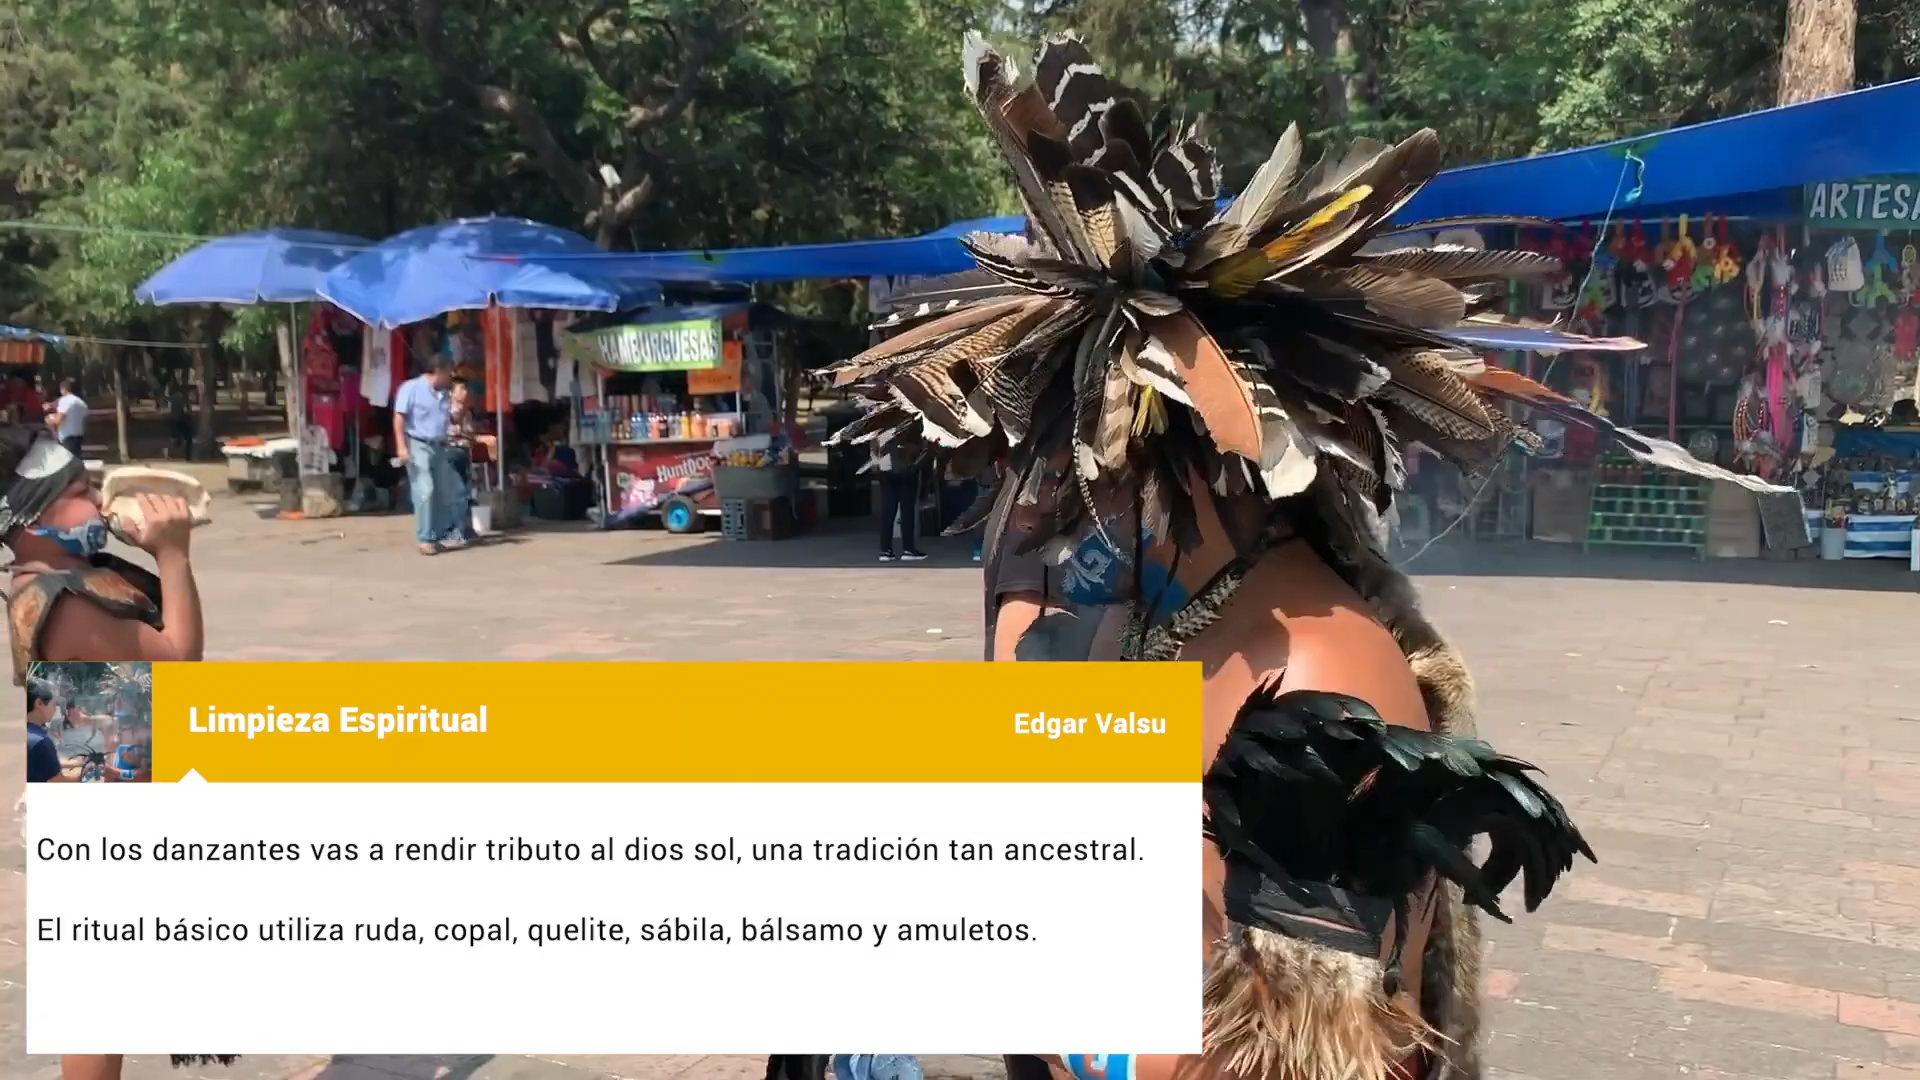 ARTESA
HAMBURGUESAS
HuntDOG
Limpieza Espiritual
Edgar Valsu
Con los danzantes vas a rendir tributo al dios sol, una tradición tan ancestral.
El ritual básico utiliza ruda, copal, quelite, sábila, bálsamo y amuletos.